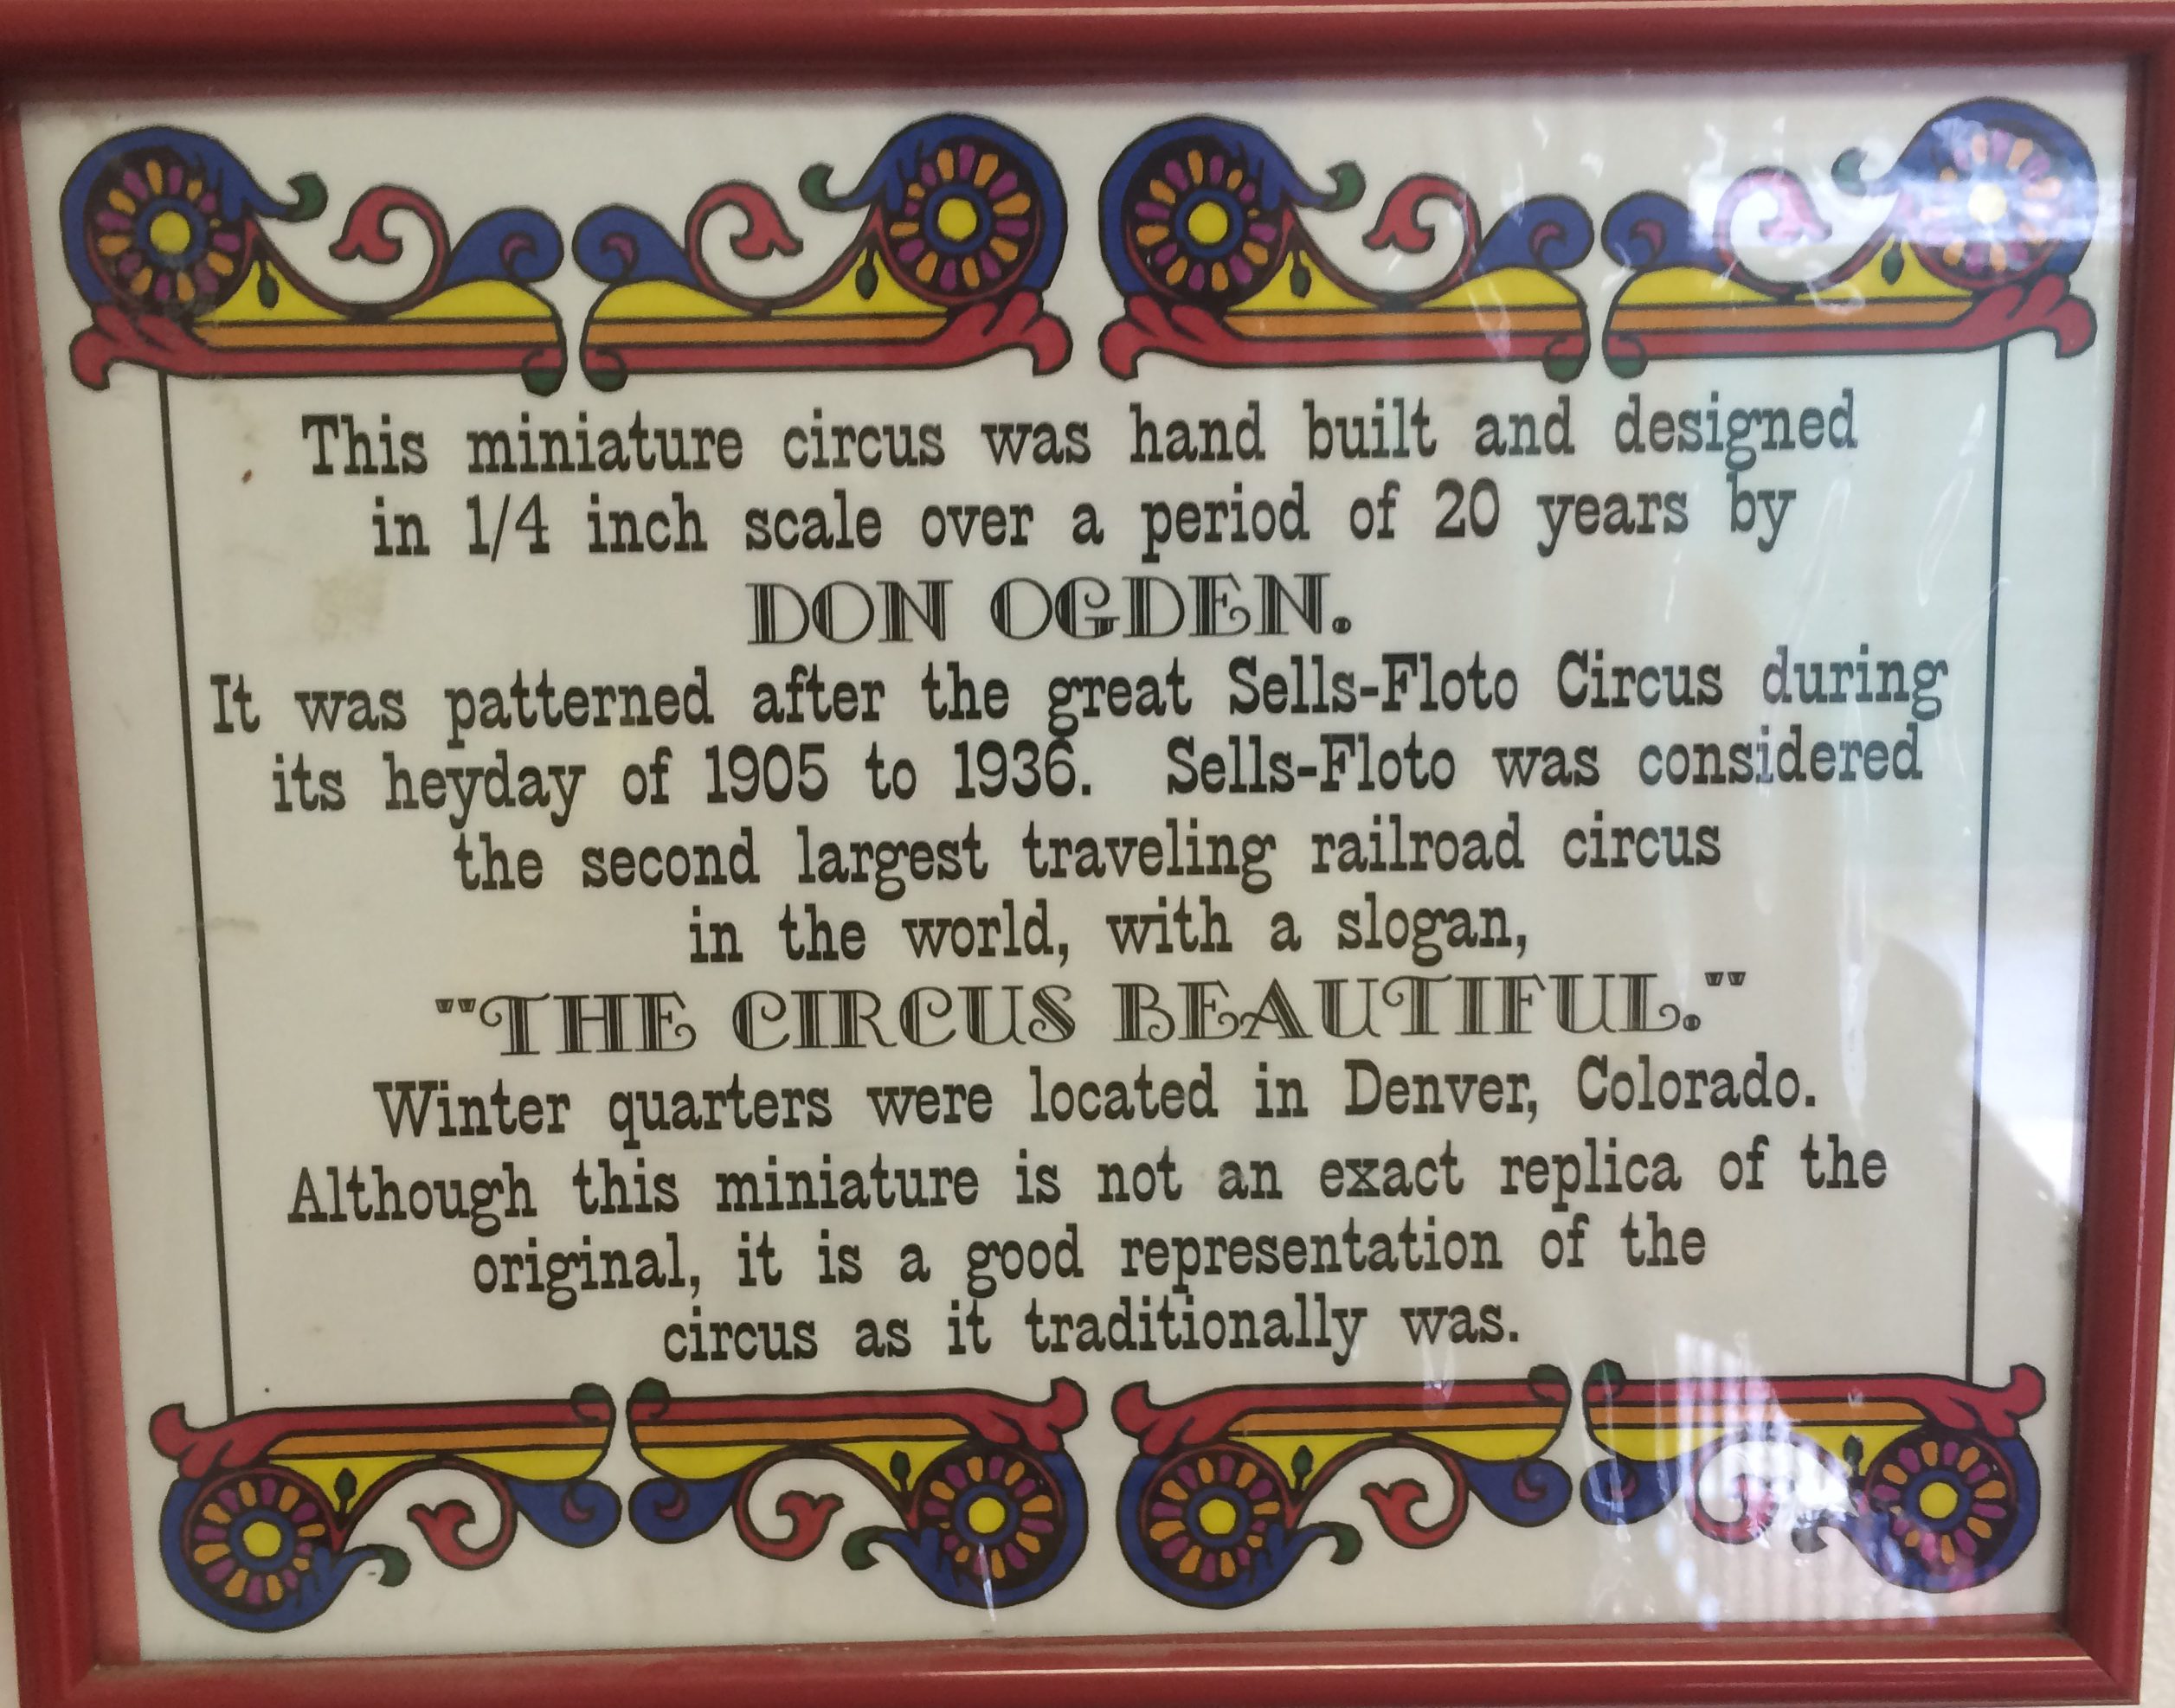 This miniature circus was hand built and designed
in 1/4 inch scale over a period of 20 years by
DON OGDEN.
It was patterned after the great Sells-Floto Circus during
its heyday of 1905 to 1936. Sells-Floto was considered
the second largest traveling railroad circus
in the world, with a slogan,
"THE CIRCUS BEAUTIFUL."
Winter quarters were located in Denver, Colorado.
Although this miniature is not an exact replica of the
original, it is a good representation of the
circus as it traditionally was.